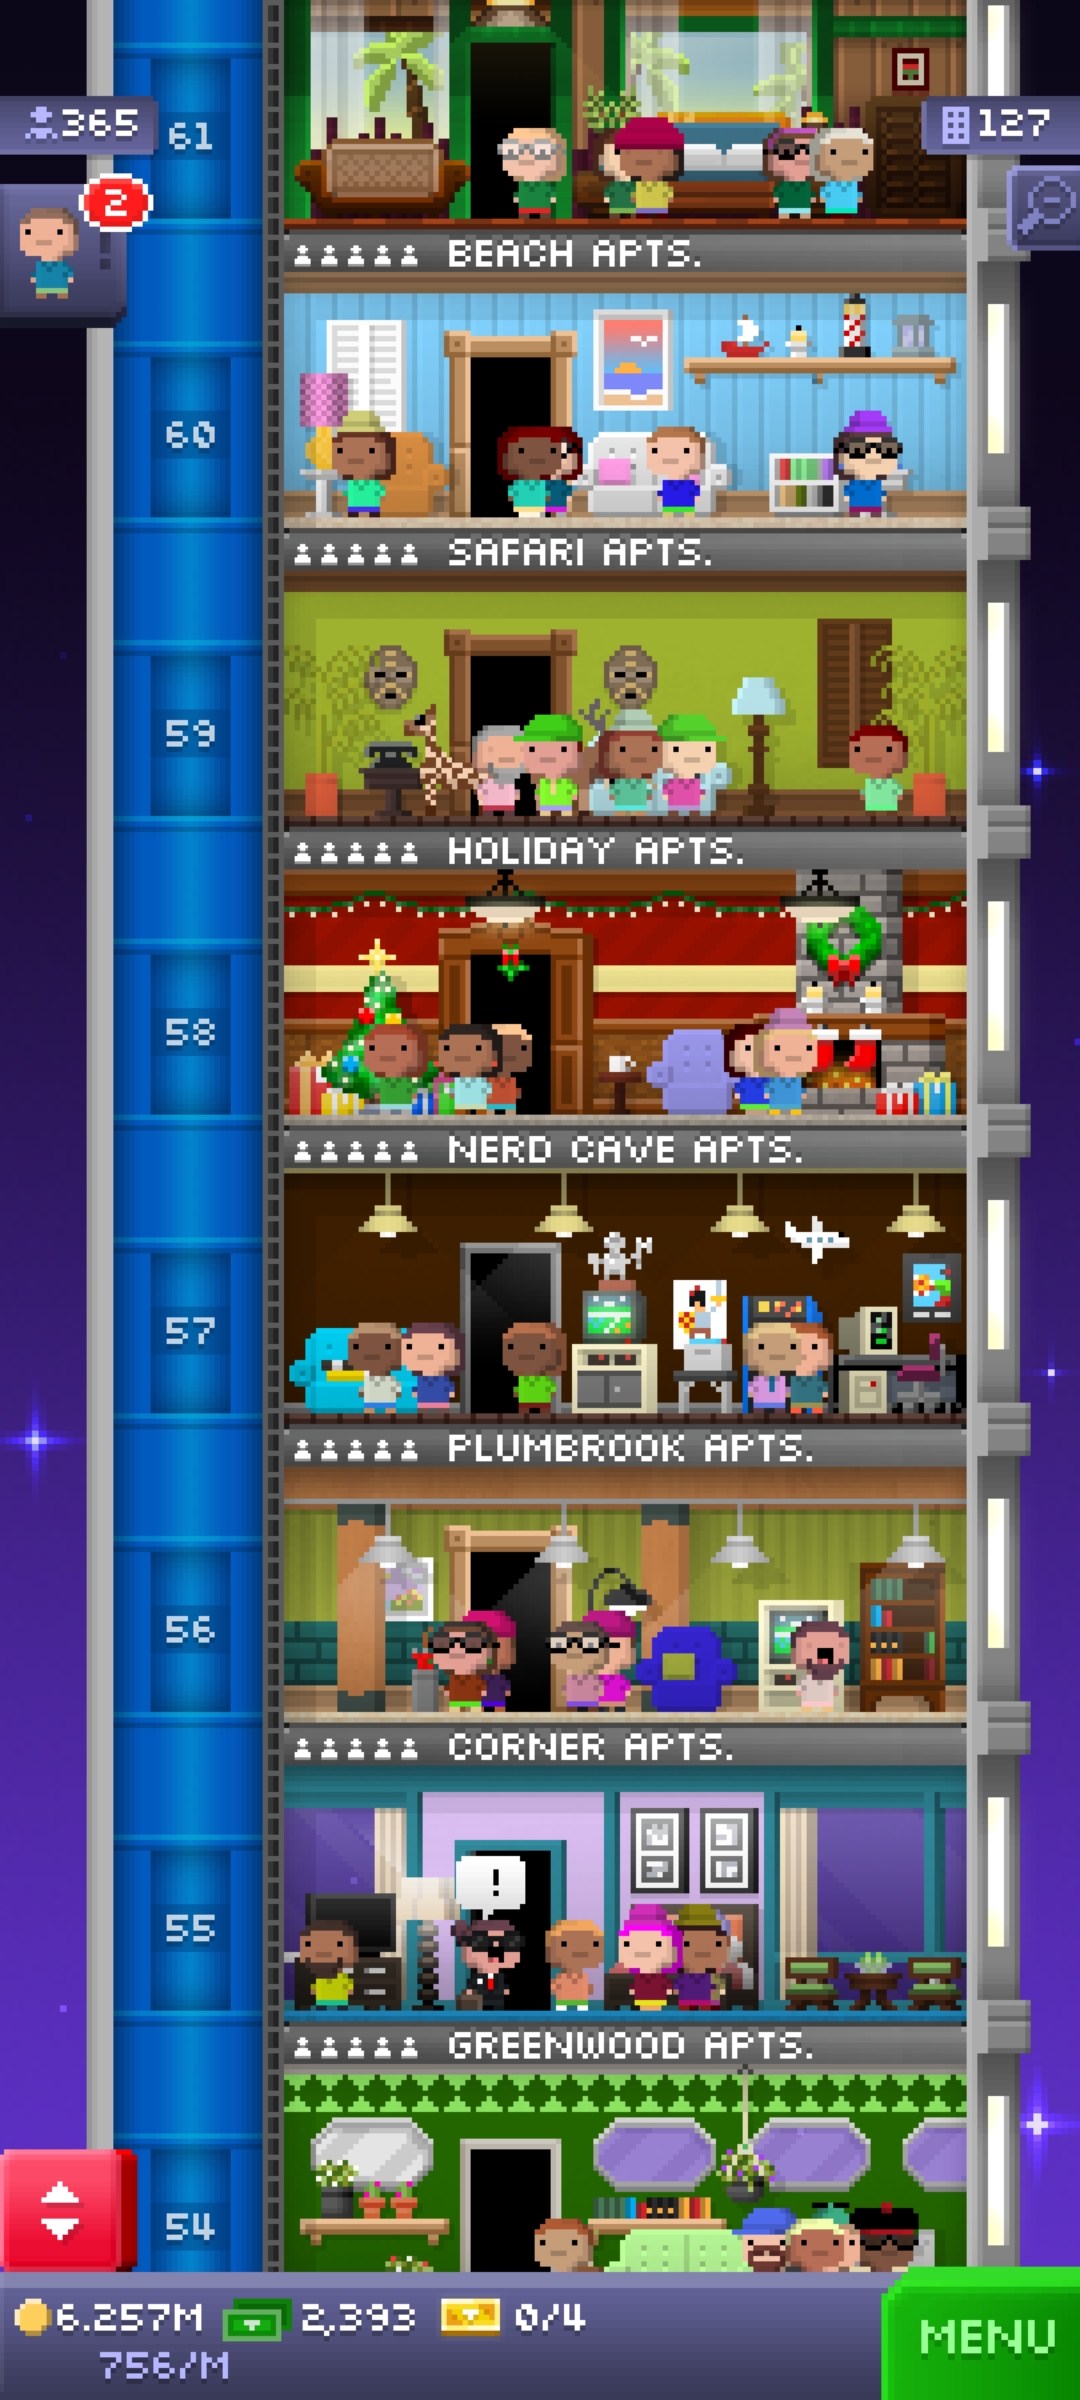 365
127
2
61
BEACH APTS.
60
SAFARI APTS.
59
HOLIDAY APTS.
58
NERD CAVE APTS.
57
PLUMBROOK APTS.
56
CORNER APTS.
!
55
GREENWOOD APTS.
54
6.257M 2,393 0/4
756/M
MENU